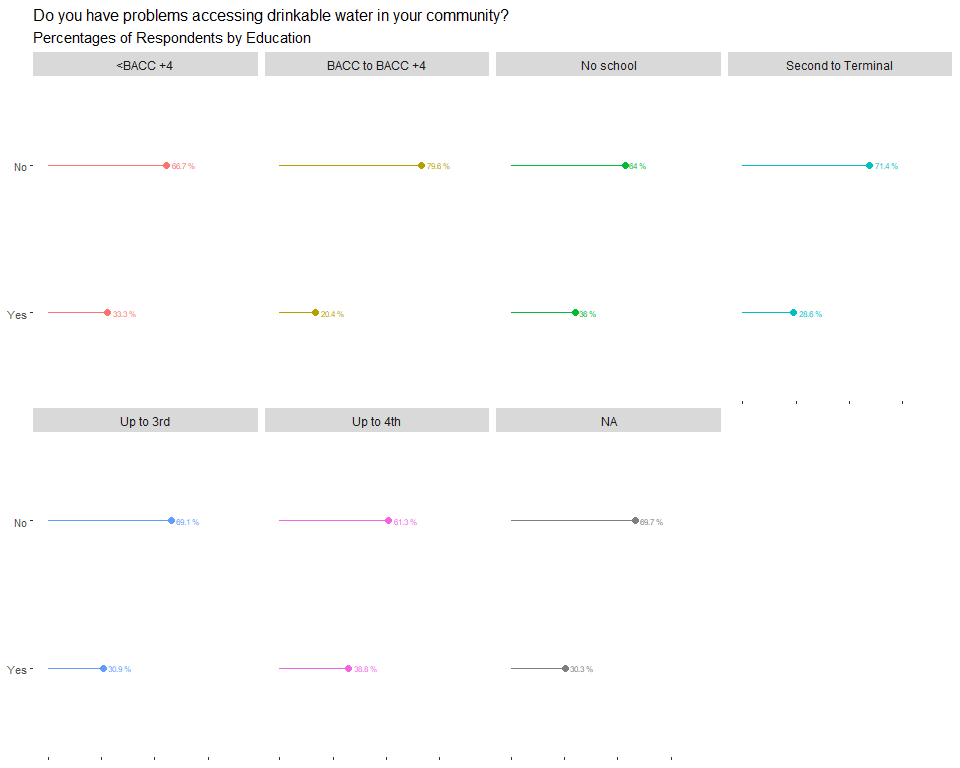 Do you have problems accessing drinkable water in your community?
Percentages of Respondents by Education
<BACC +4
BACC to BACC +4
No school
Second to Terminal
No
66.7 %
79.6 %
64 %
71.4 %
Yes
33.3 %
20.4 %
36 %
28.6 %
Up to 3rd
Up to 4th
NA
No
69.1 %
61.3 %
69.7 %
Yes
30.9 %
38.8 %
30.3 %